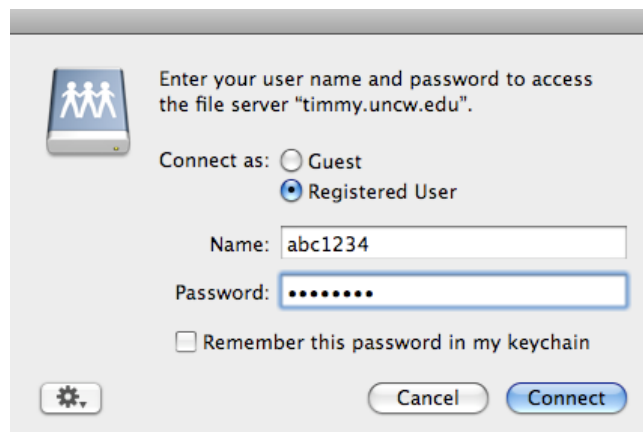 Enter your user name and password to access
the file server “timmy.uncw.edu”.
Connect as: Guest
Registered User
Name: abc1234
Password: ••••••••
Remember this password in my keychain
Cancel Connect